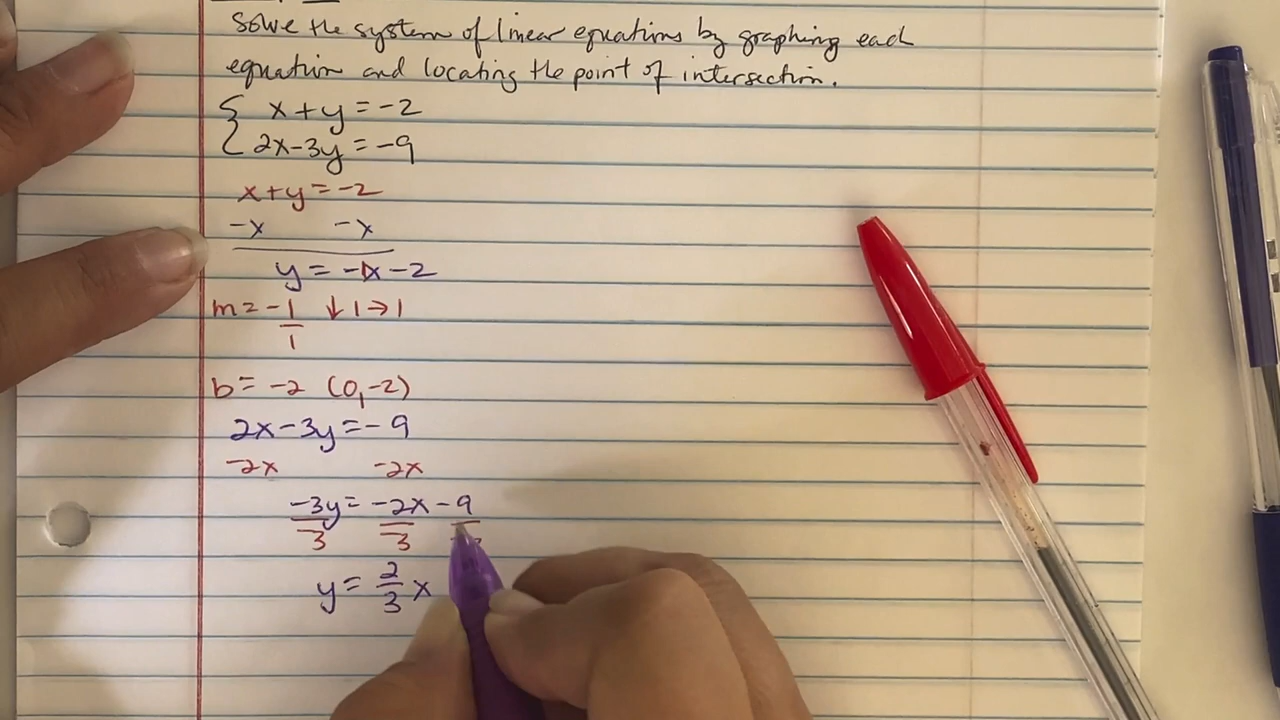 Solve the system of linear equations by graphing each
equation and locating the point of intersection.
{ x+y=-2
2x-3y=-9
x+y=-2
-x -x
y=-1x-2
m=-1/1 ↓1→1
b=-2 (0,-2)
2x-3y=-9
-2x -2x
-3y=-2x-9
-3 -3
y=2/3x